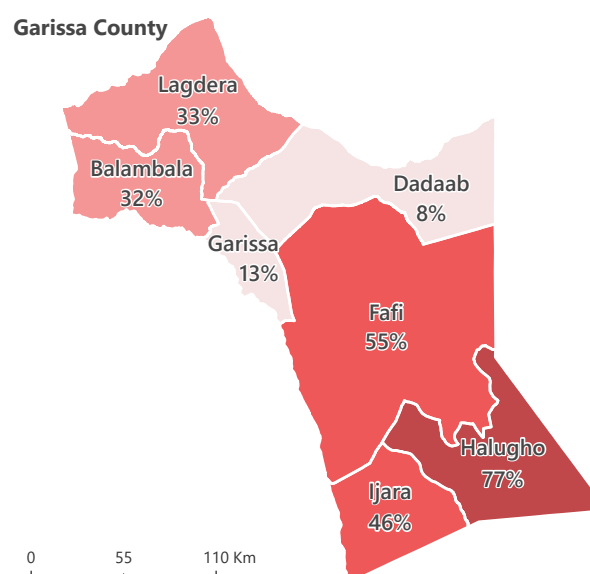 Garissa County
Lagdera
33%
Balambala
32%
Dadaab
8%
Garissa
13%
Fafi
55%
Halugho
77%
Ijara
46%
0 55 110 Km